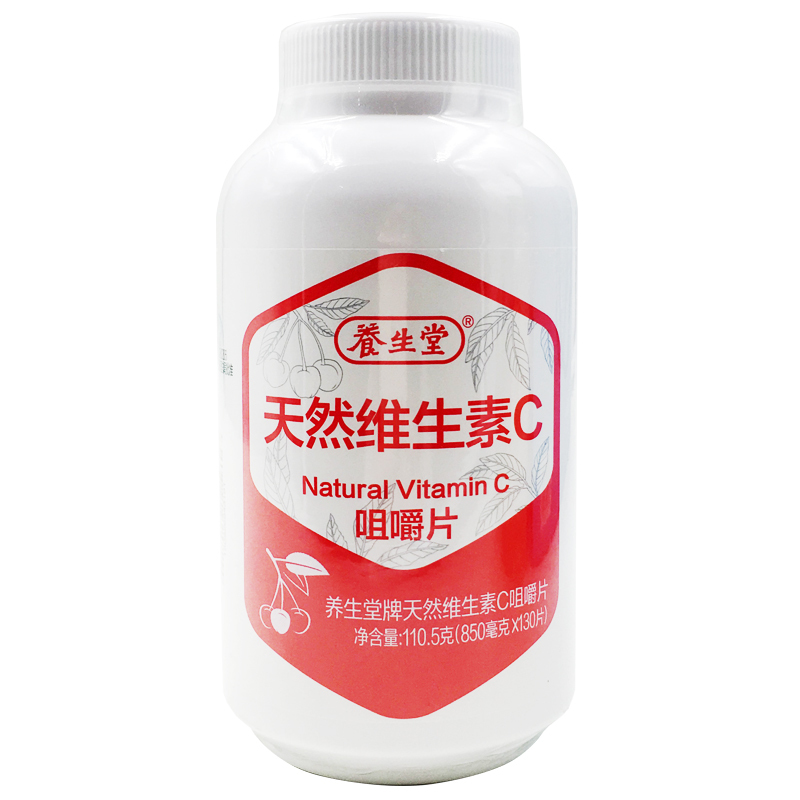 養生堂®
天然维生素C
Natural Vitamin C
咀嚼片
养生堂牌天然维生素C咀嚼片
净含量:110.5克(850毫克x130片)